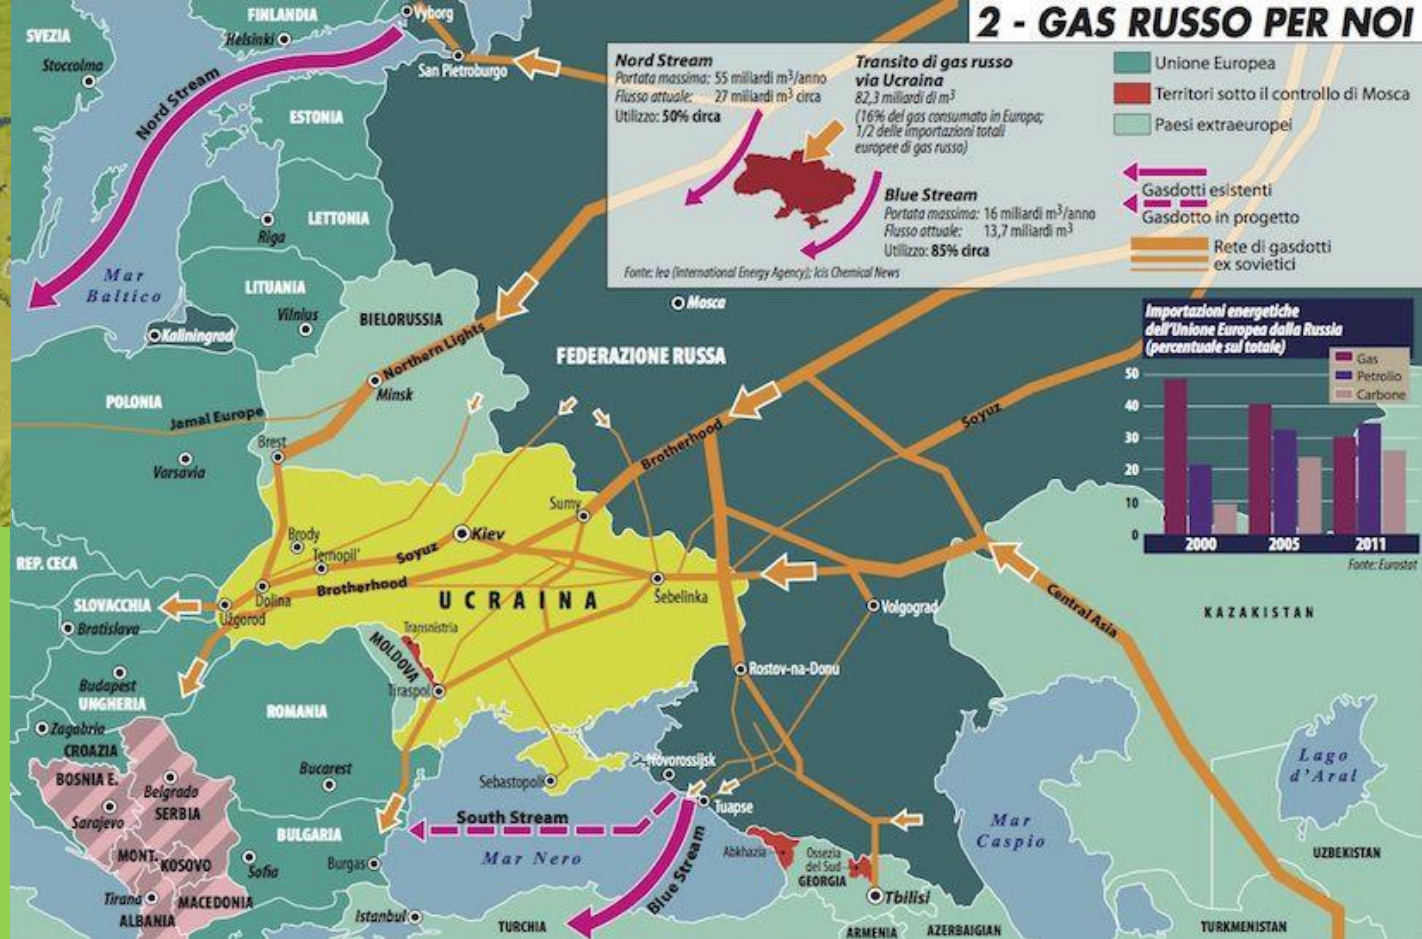 2 - GAS RUSSO PER NOI
Nord Stream
Portata massima: 55 miliardi m³/anno
Flusso attuale: 27 miliardi m³ circa
Utilizzo: 50% circa
Transito di gas russo
via Ucraina
82,3 miliardi di m³
(16% del gas consumato in Europa;
1/2 delle importazioni totali
europee di gas russo)
Blue Stream
Portata massima: 16 miliardi m³/anno
Flusso attuale: 13,7 miliardi m³
Utilizzo: 85% circa
Fonte: Iea (International Energy Agency); Icis Chemical News
Unione Europea
Territori sotto il controllo di Mosca
Paesi extraeuropei
Gasdotti esistenti
Gasdotto in progetto
Rete di gasdotti
ex sovietici
Importazioni energetiche
dell'Unione Europea dalla Russia
(percentuale sul totale)
Gas
Petrolio
Carbone
50
40
30
20
10
0
2000 2005 2011
Fonte: Eurostat
SVEZIA
Stoccolma
FINLANDIA
Helsinki
Vyborg
San Pietroburgo
Nord Stream
ESTONIA
LETTONIA
Riga
Mar
Baltico
LITUANIA
Vilnius
Kaliningrad
BIELORUSSIA
Northern Lights
Minsk
Mosca
FEDERAZIONE RUSSA
POLONIA
Jamal Europe
Brest
Varsavia
Brotherhood
Soyuz
Sumy
Kiev
Brody
Ternopil'
Soyuz
Brotherhood
Dolina
Užgorod
UCRAINA
Šebelinka
Volgograd
Central Asia
KAZAKISTAN
REP. CECA
SLOVACCHIA
Bratislava
Transnistria
MOLDOVA
Tiraspol
Rostov-na-Donu
Budapest
UNGHERIA
ROMANIA
Zagabria
CROAZIA
BOSNIA E.
Belgrado
SERBIA
Sarajevo
Bucarest
Sebastopoli
Novorossijsk
Tuapse
South Stream
Mar Nero
Blue Stream
BULGARIA
Sofia
Burgas
MONT.
KOSOVO
Tirana
MACEDONIA
ALBANIA
Istanbul
TURCHIA
Abkhazia
Ossezia
del Sud
GEORGIA
Tbilisi
ARMENIA
AZERBAIGIAN
Mar
Caspio
Lago
d'Aral
UZBEKISTAN
TURKMENISTAN